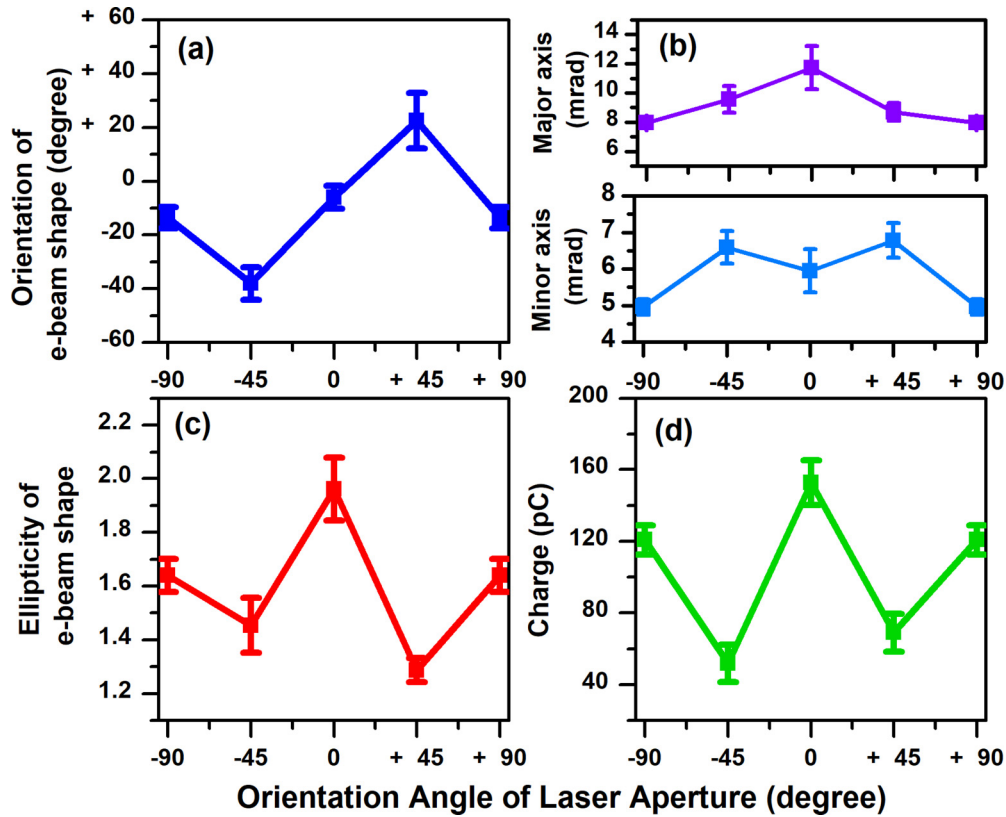 (a)
Orientation of
e-beam shape (degree)
+ 60
+ 40
+ 20
0
-20
-40
-60
-90 -45 0 + 45 + 90
(b)
Major axis
(mrad)
14
12
10
8
6
Minor axis
(mrad)
8
7
6
5
4
-90 -45 0 + 45 + 90
(c)
Ellipticity of
e-beam shape
2.2
2.0
1.8
1.6
1.4
1.2
-90 -45 0 + 45 + 90
(d)
Charge (pC)
200
160
120
80
40
-90 -45 0 + 45 + 90
Orientation Angle of Laser Aperture (degree)